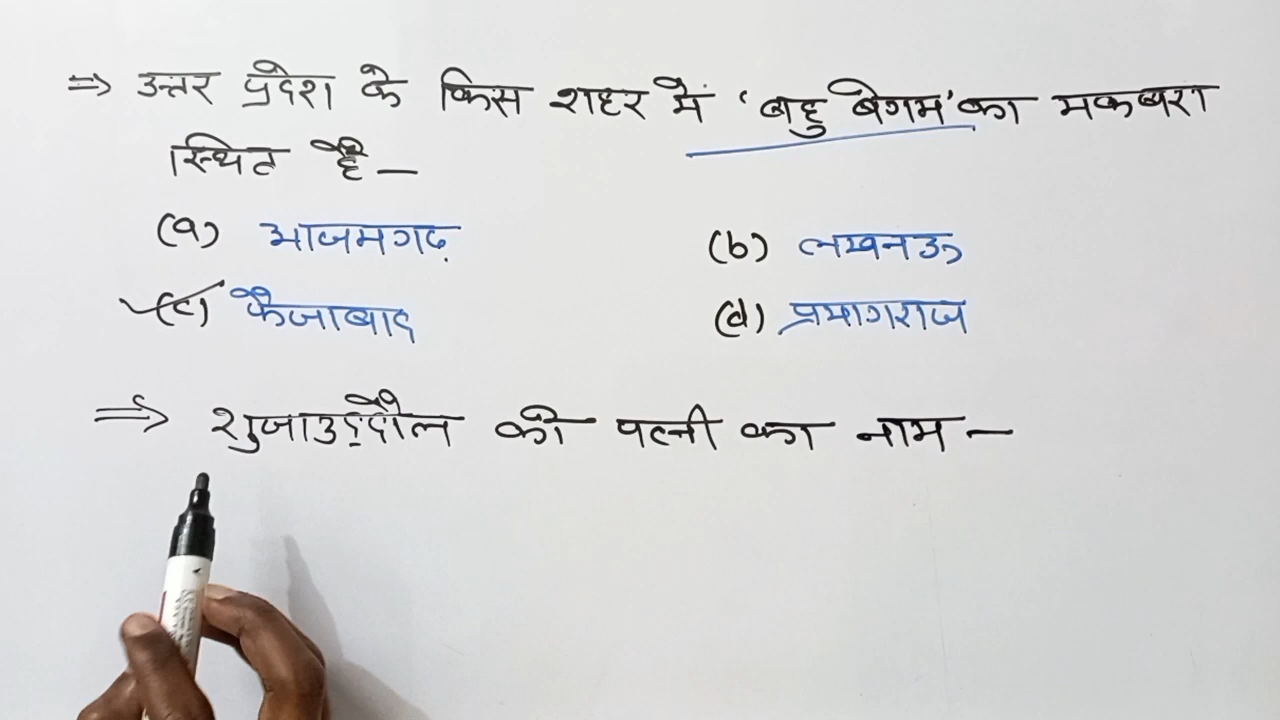 ⇒ उत्तर प्रदेश के किस शहर में 'बहु बेगम' का मकबरा
स्थित है–
(a) आजमगढ़ (b) लखनऊ
(c) फैजाबाद (d) प्रयागराज
⇒ शुजाउद्दौल की पत्नी का नाम –